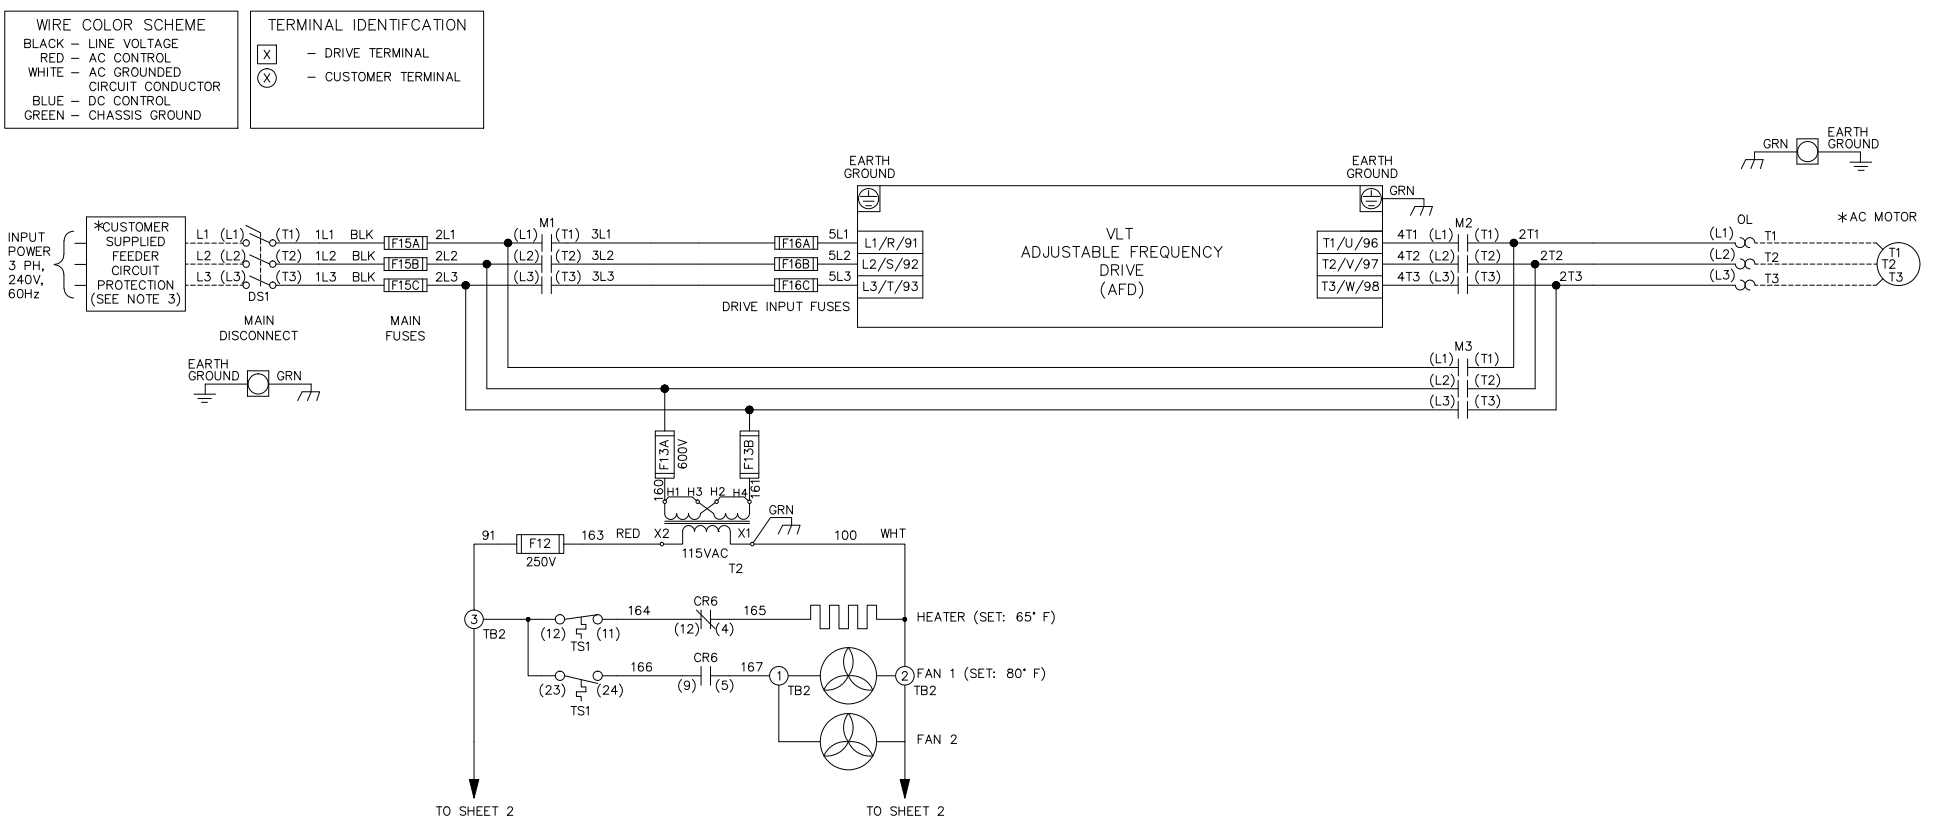 WIRE COLOR SCHEME
BLACK – LINE VOLTAGE
RED – AC CONTROL
WHITE – AC GROUNDED
CIRCUIT CONDUCTOR
BLUE – DC CONTROL
GREEN – CHASSIS GROUND
TERMINAL IDENTIFCATION
X – DRIVE TERMINAL
X – CUSTOMER TERMINAL
GRN
EARTH
GROUND
EARTH
GROUND
EARTH
GROUND
GRN
INPUT
POWER
3 PH,
240V,
60Hz
*CUSTOMER
SUPPLIED
FEEDER
CIRCUIT
PROTECTION
(SEE NOTE 3)
L1 (L1) (T1) 1L1 BLK F15A 2L1 (L1) M1 (T1) 3L1 F16A 5L1 L1/R/91
L2 (L2) (T2) 1L2 BLK F15B 2L2 (L2) (T2) 3L2 F16B 5L2 L2/S/92
L3 (L3) (T3) 1L3 BLK F15C 2L3 (L3) (T3) 3L3 F16C 5L3 L3/T/93
DS1
MAIN
DISCONNECT
MAIN
FUSES
DRIVE INPUT FUSES
VLT
ADJUSTABLE FREQUENCY
DRIVE
(AFD)
T1/U/96 4T1 (L1) M2 (T1) 2T1 (L1) OL T1
T2/V/97 4T2 (L2) (T2) 2T2 (L2) T2
T3/W/98 4T3 (L3) (T3) 2T3 (L3) T3
*AC MOTOR
T1
T2
T3
EARTH
GROUND
GRN
M3
(L1) (T1)
(L2) (T2)
(L3) (T3)
F13A
600V
F13B
160
161
H1 H3 H2 H4
GRN
91 F12 163 RED X2 X1 100 WHT
250V
115VAC
T2
3
TB2
(12) (11) 164 CR6 165 HEATER (SET: 65° F)
TS1
(12) (4)
(23) (24) 166 CR6 167 1 2 FAN 1 (SET: 80° F)
TS1
(9) (5)
TB2
TB2
FAN 2
TO SHEET 2
TO SHEET 2